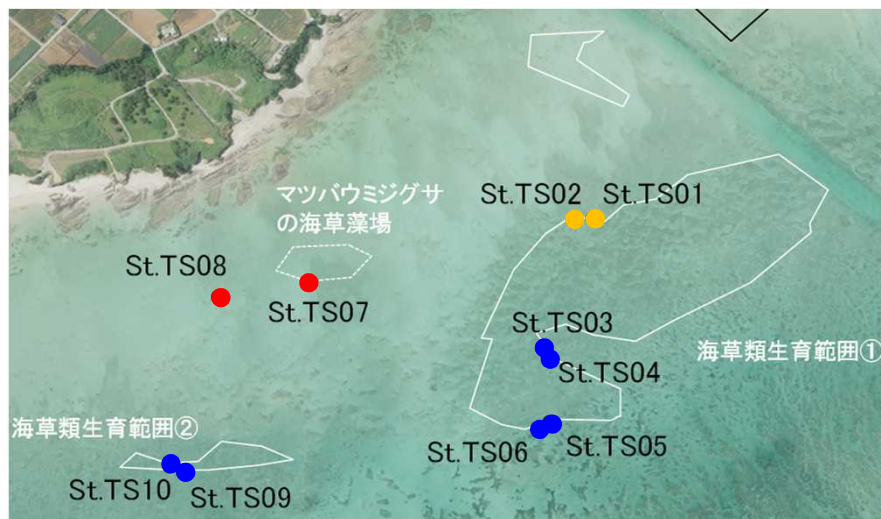 St.TS02
St.TS01
マツバウミジグサ
の海草藻場
St.TS08
St.TS07
St.TS03
海草類生育範囲①
St.TS04
海草類生育範囲②
St.TS06
St.TS05
St.TS10
St.TS09